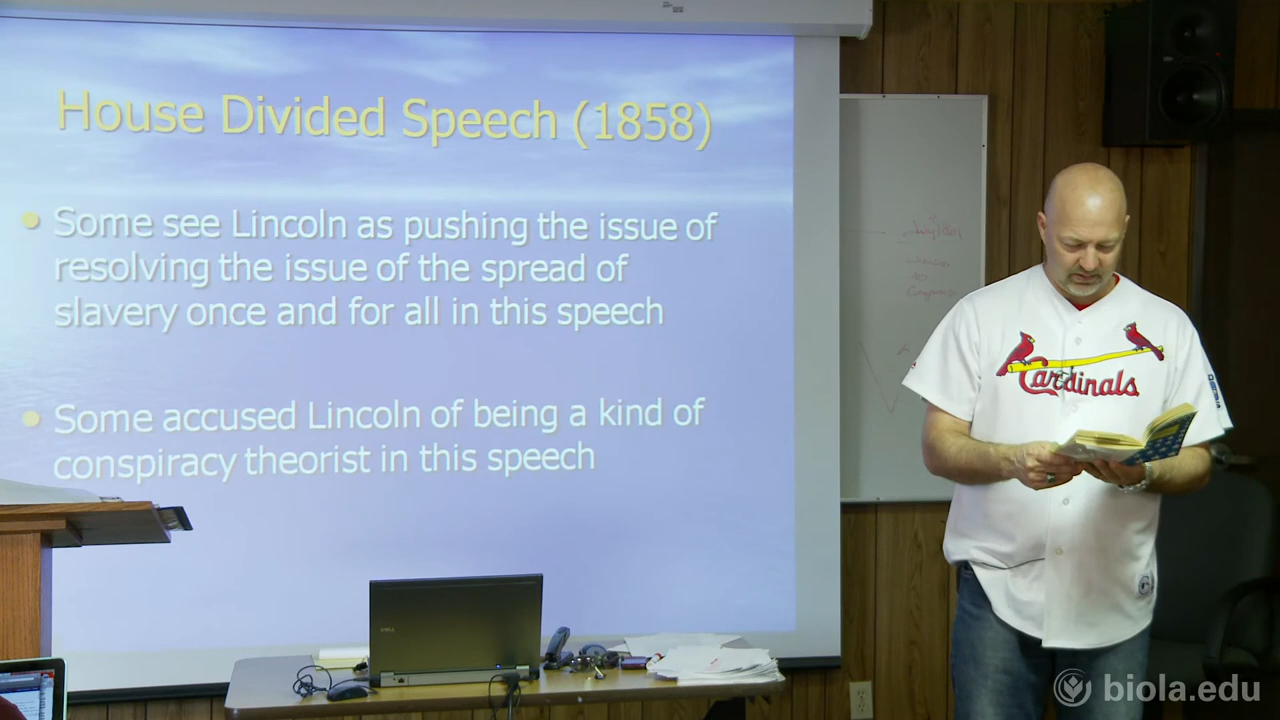 House Divided Speech (1858)
Some see Lincoln as pushing the issue of
resolving the issue of the spread of
slavery once and for all in this speech
Some accused Lincoln of being a kind of
conspiracy theorist in this speech
Cardinals
DELL
biola.edu